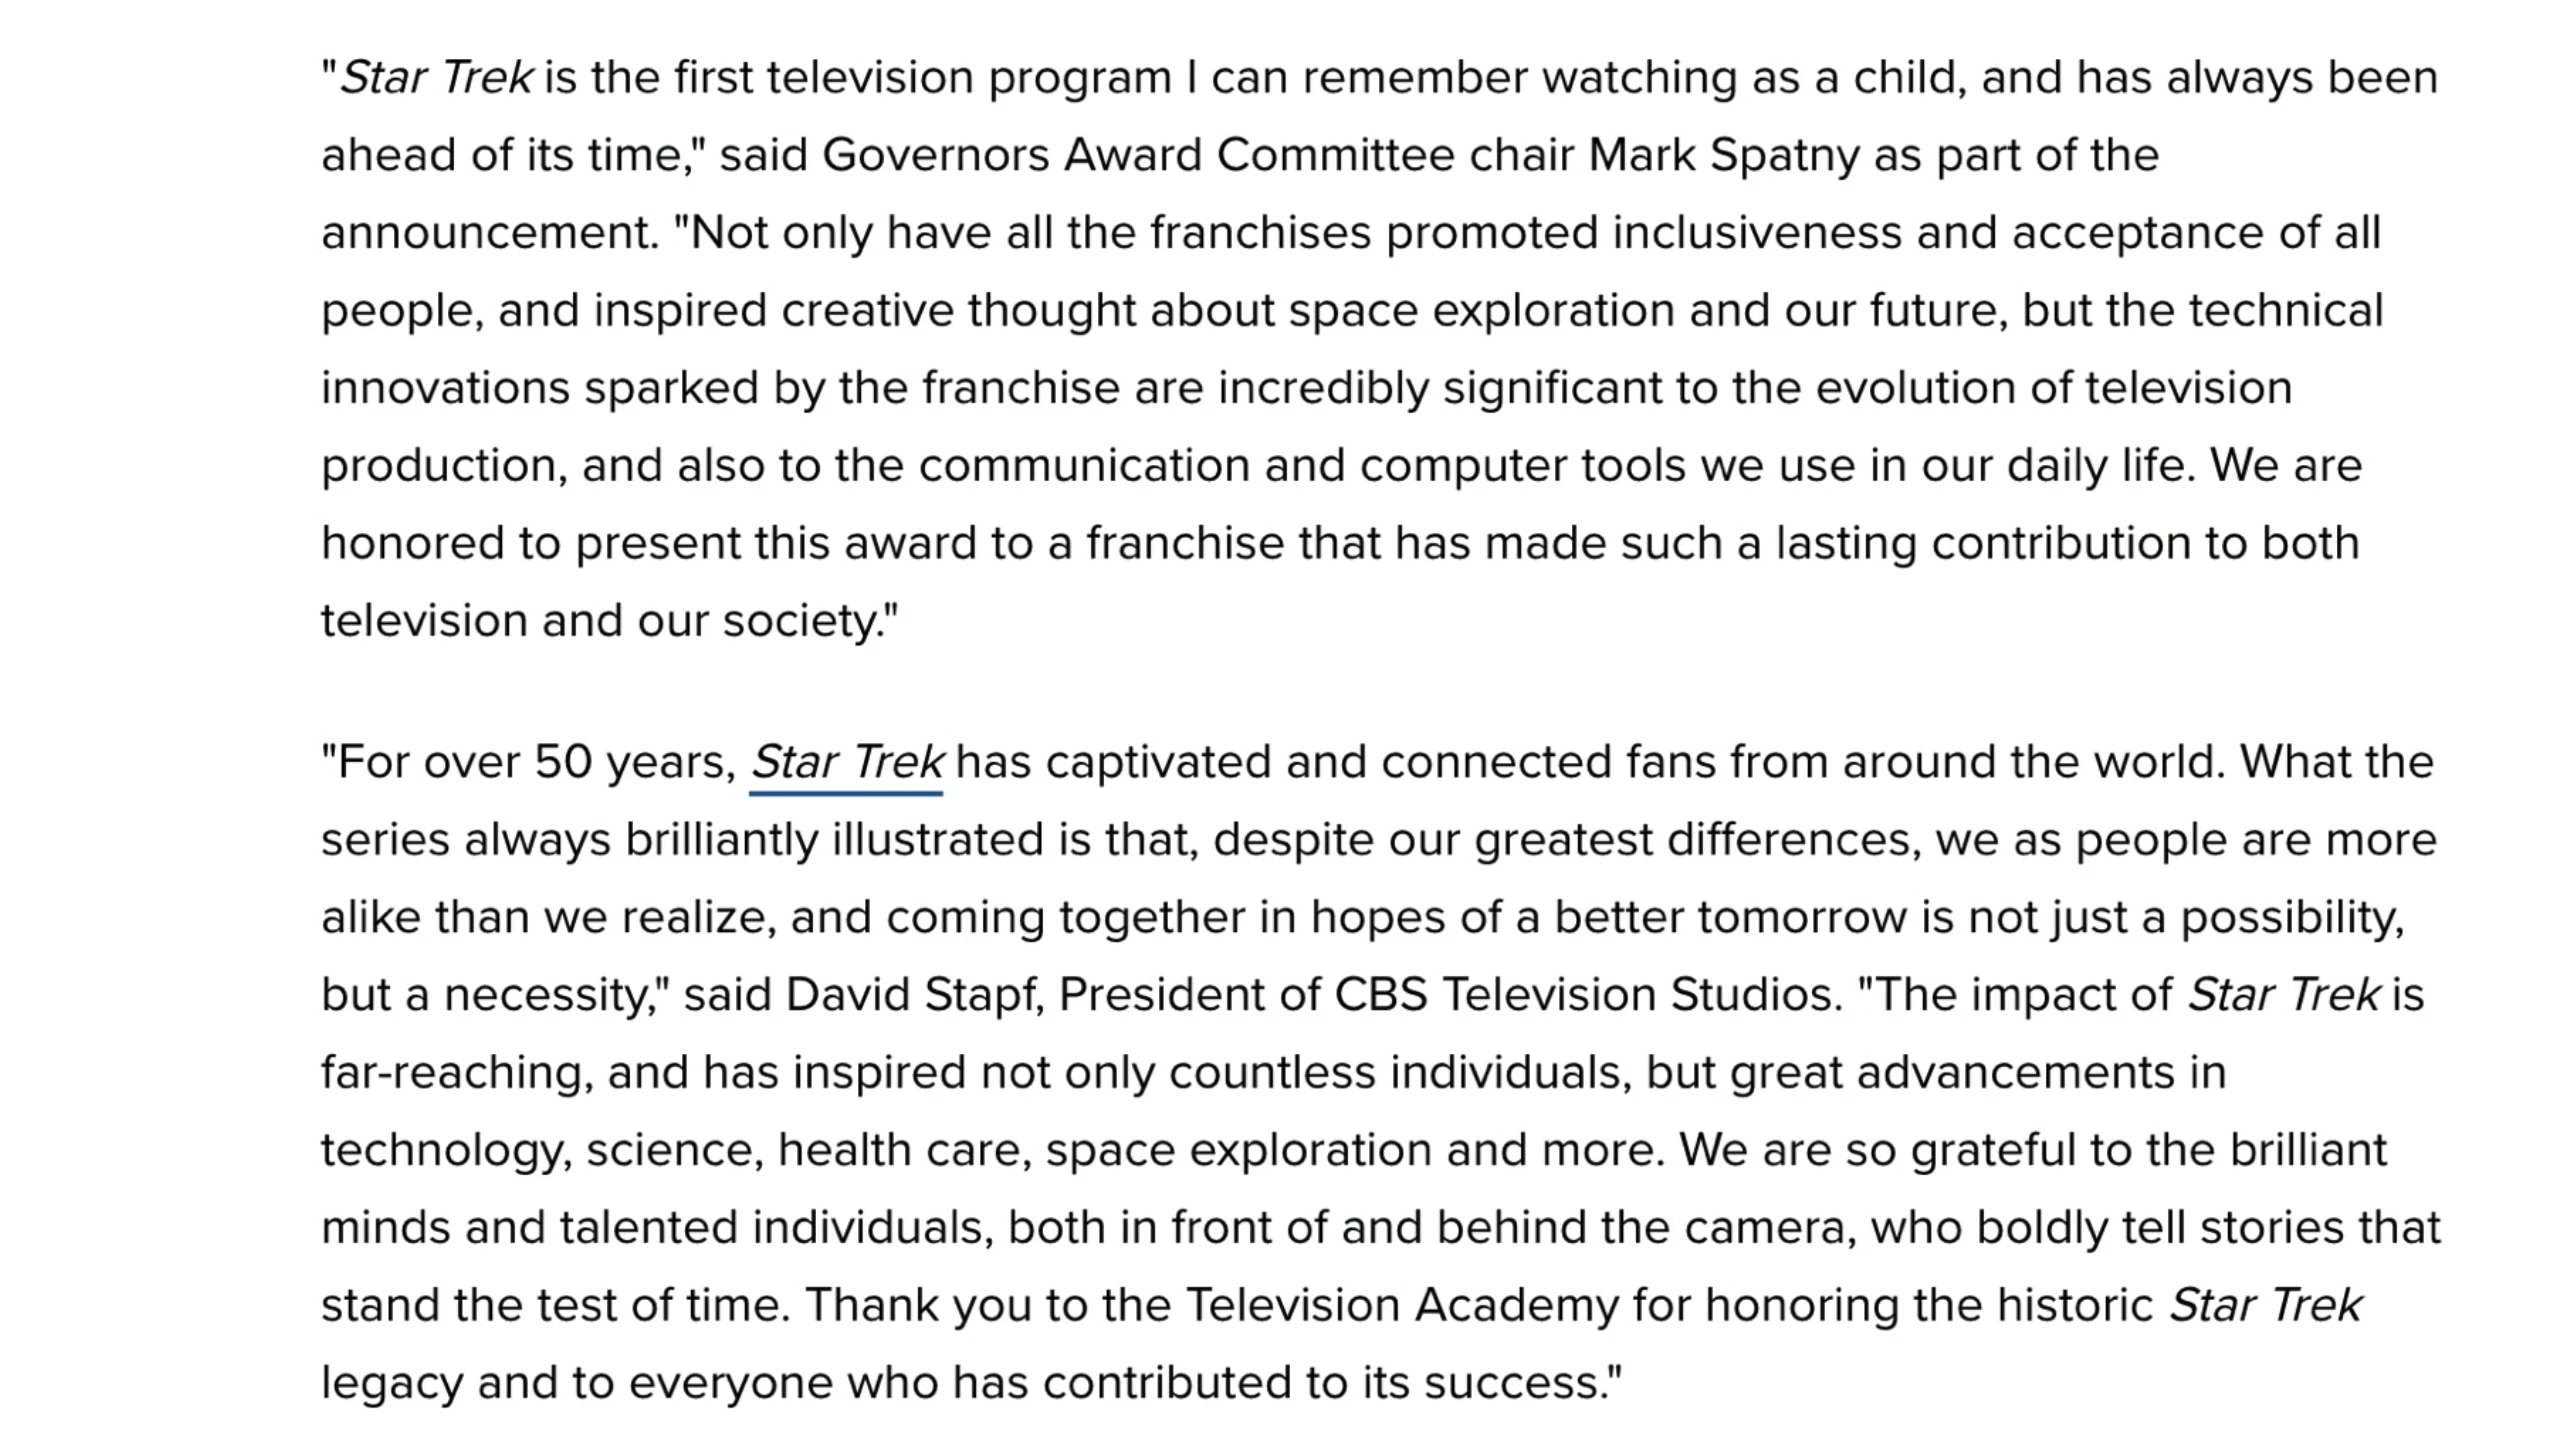 "Star Trek is the first television program I can remember watching as a child, and has always been
ahead of its time," said Governors Award Committee chair Mark Spatny as part of the
announcement. "Not only have all the franchises promoted inclusiveness and acceptance of all
people, and inspired creative thought about space exploration and our future, but the technical
innovations sparked by the franchise are incredibly significant to the evolution of television
production, and also to the communication and computer tools we use in our daily life. We are
honored to present this award to a franchise that has made such a lasting contribution to both
television and our society."
"For over 50 years, Star Trek has captivated and connected fans from around the world. What the
series always brilliantly illustrated is that, despite our greatest differences, we as people are more
alike than we realize, and coming together in hopes of a better tomorrow is not just a possibility,
but a necessity," said David Stapf, President of CBS Television Studios. "The impact of Star Trek is
far-reaching, and has inspired not only countless individuals, but great advancements in
technology, science, health care, space exploration and more. We are so grateful to the brilliant
minds and talented individuals, both in front of and behind the camera, who boldly tell stories that
stand the test of time. Thank you to the Television Academy for honoring the historic Star Trek
legacy and to everyone who has contributed to its success."